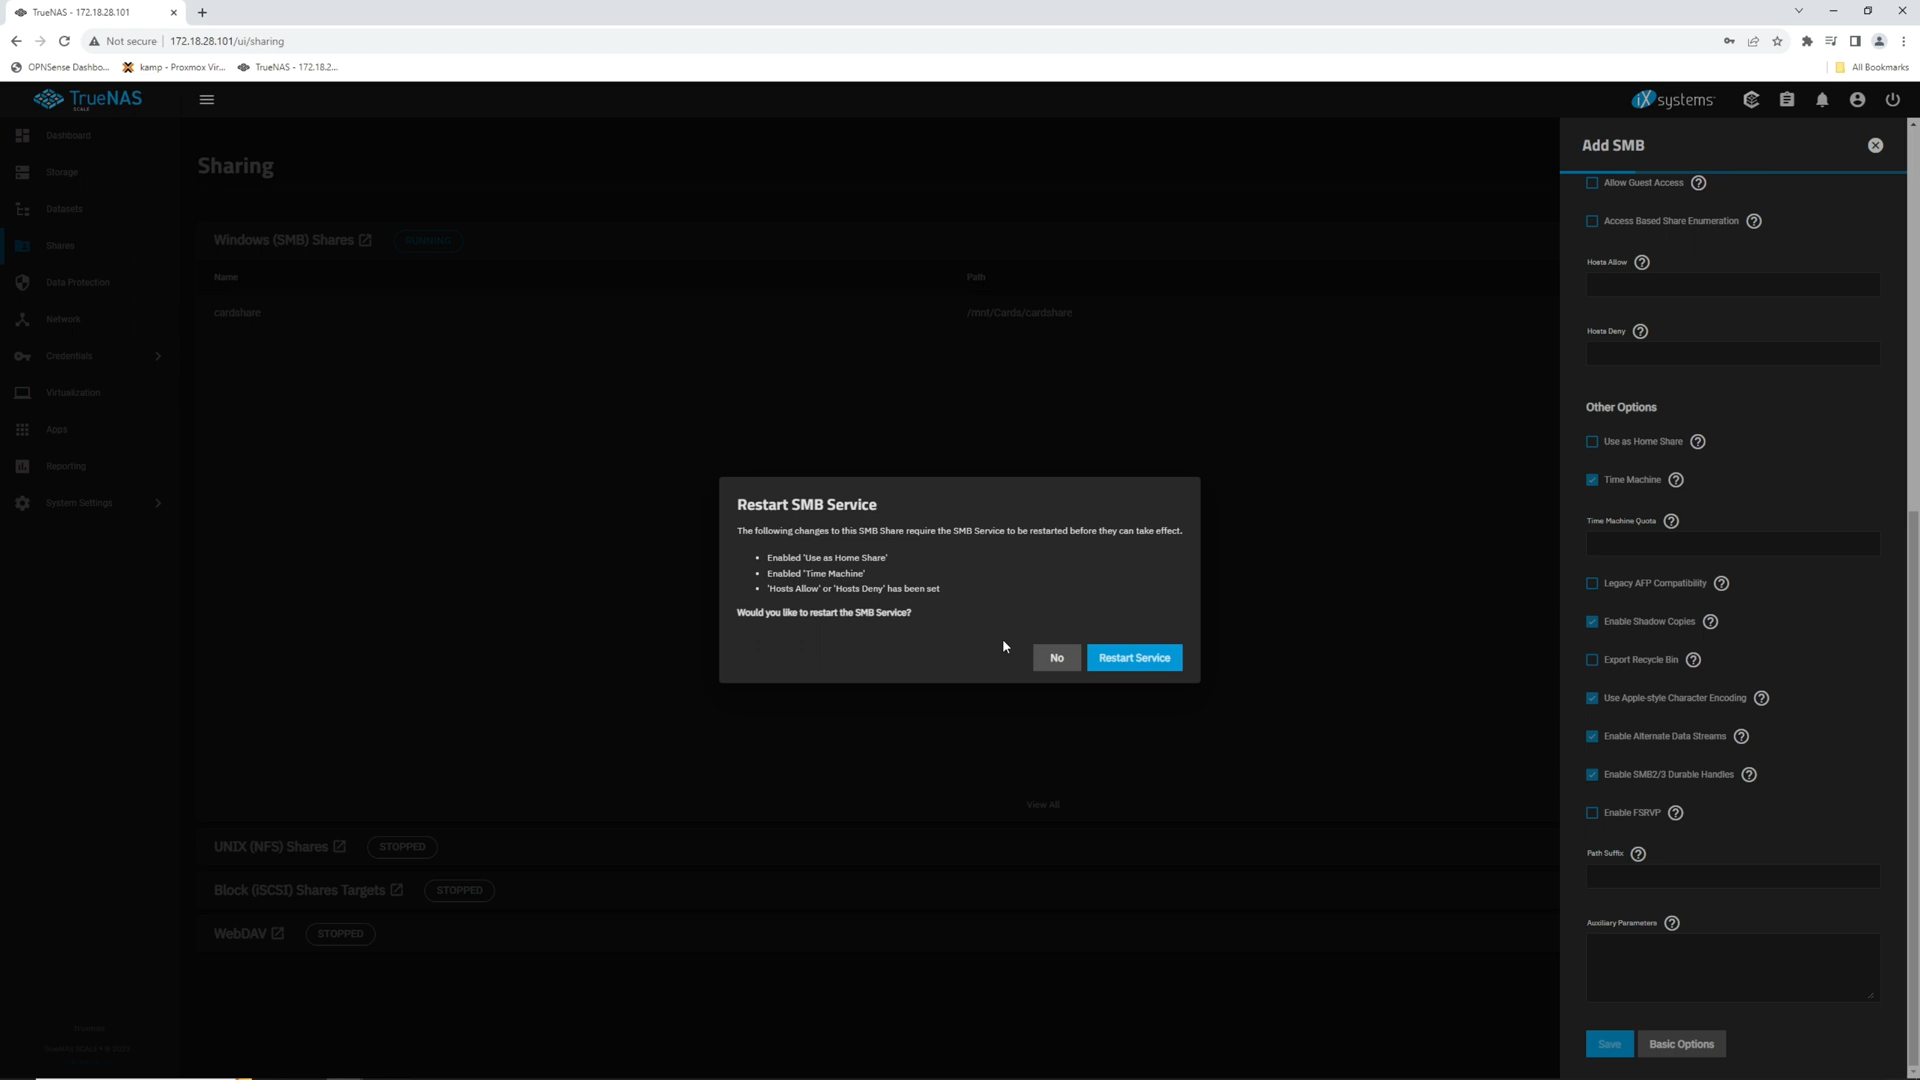 TrueNAS - 172.18.28.101
Not secure
172.18.28.101/ui/sharing
OPNSense Dashbo...
kamp - Proxmox Vir...
TrueNAS - 172.18.2...
All Bookmarks
TrueNAS
SCALE
iX systems
Dashboard
Storage
Datasets
Shares
Data Protection
Network
Credentials
Virtualization
Apps
Reporting
System Settings
truenas
TrueNAS SCALE ® © 2023
Sharing
Windows (SMB) Shares
RUNNING
Name
Path
cardshare
/mnt/Cards/cardshare
View All
UNIX (NFS) Shares
STOPPED
Block (iSCSI) Shares Targets
STOPPED
WebDAV
STOPPED
Restart SMB Service
The following changes to this SMB Share require the SMB Service to be restarted before they can take effect.
• Enabled 'Use as Home Share'
• Enabled 'Time Machine'
• 'Hosts Allow' or 'Hosts Deny' has been set
Would you like to restart the SMB Service?
No
Restart Service
Add SMB
Allow Guest Access
Access Based Share Enumeration
Hosts Allow
Hosts Deny
Other Options
Use as Home Share
Time Machine
Time Machine Quota
Legacy AFP Compatibility
Enable Shadow Copies
Export Recycle Bin
Use Apple-style Character Encoding
Enable Alternate Data Streams
Enable SMB2/3 Durable Handles
Enable FSRVP
Path Suffix
Auxiliary Parameters
Save
Basic Options